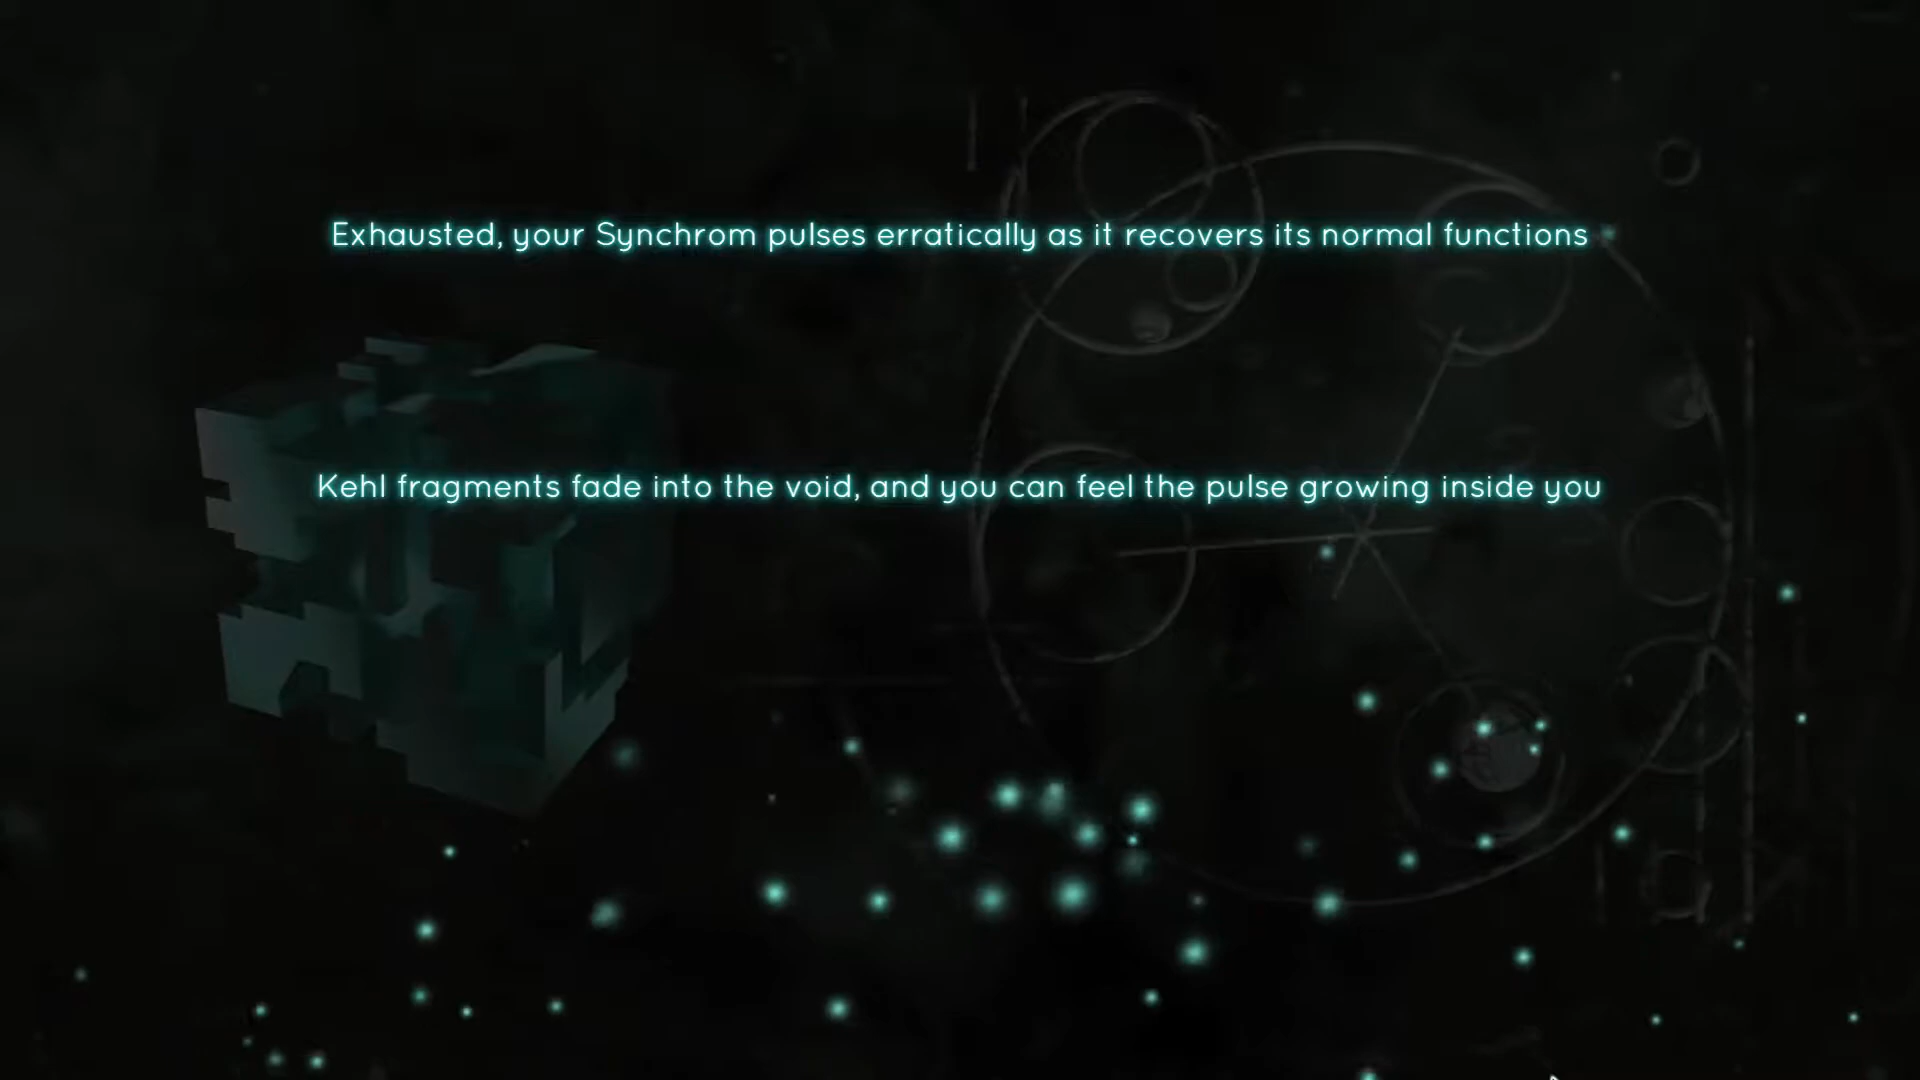 Exhausted, your Synchrom pulses erratically as it recovers its normal functions
Kehl fragments fade into the void, and you can feel the pulse growing inside you